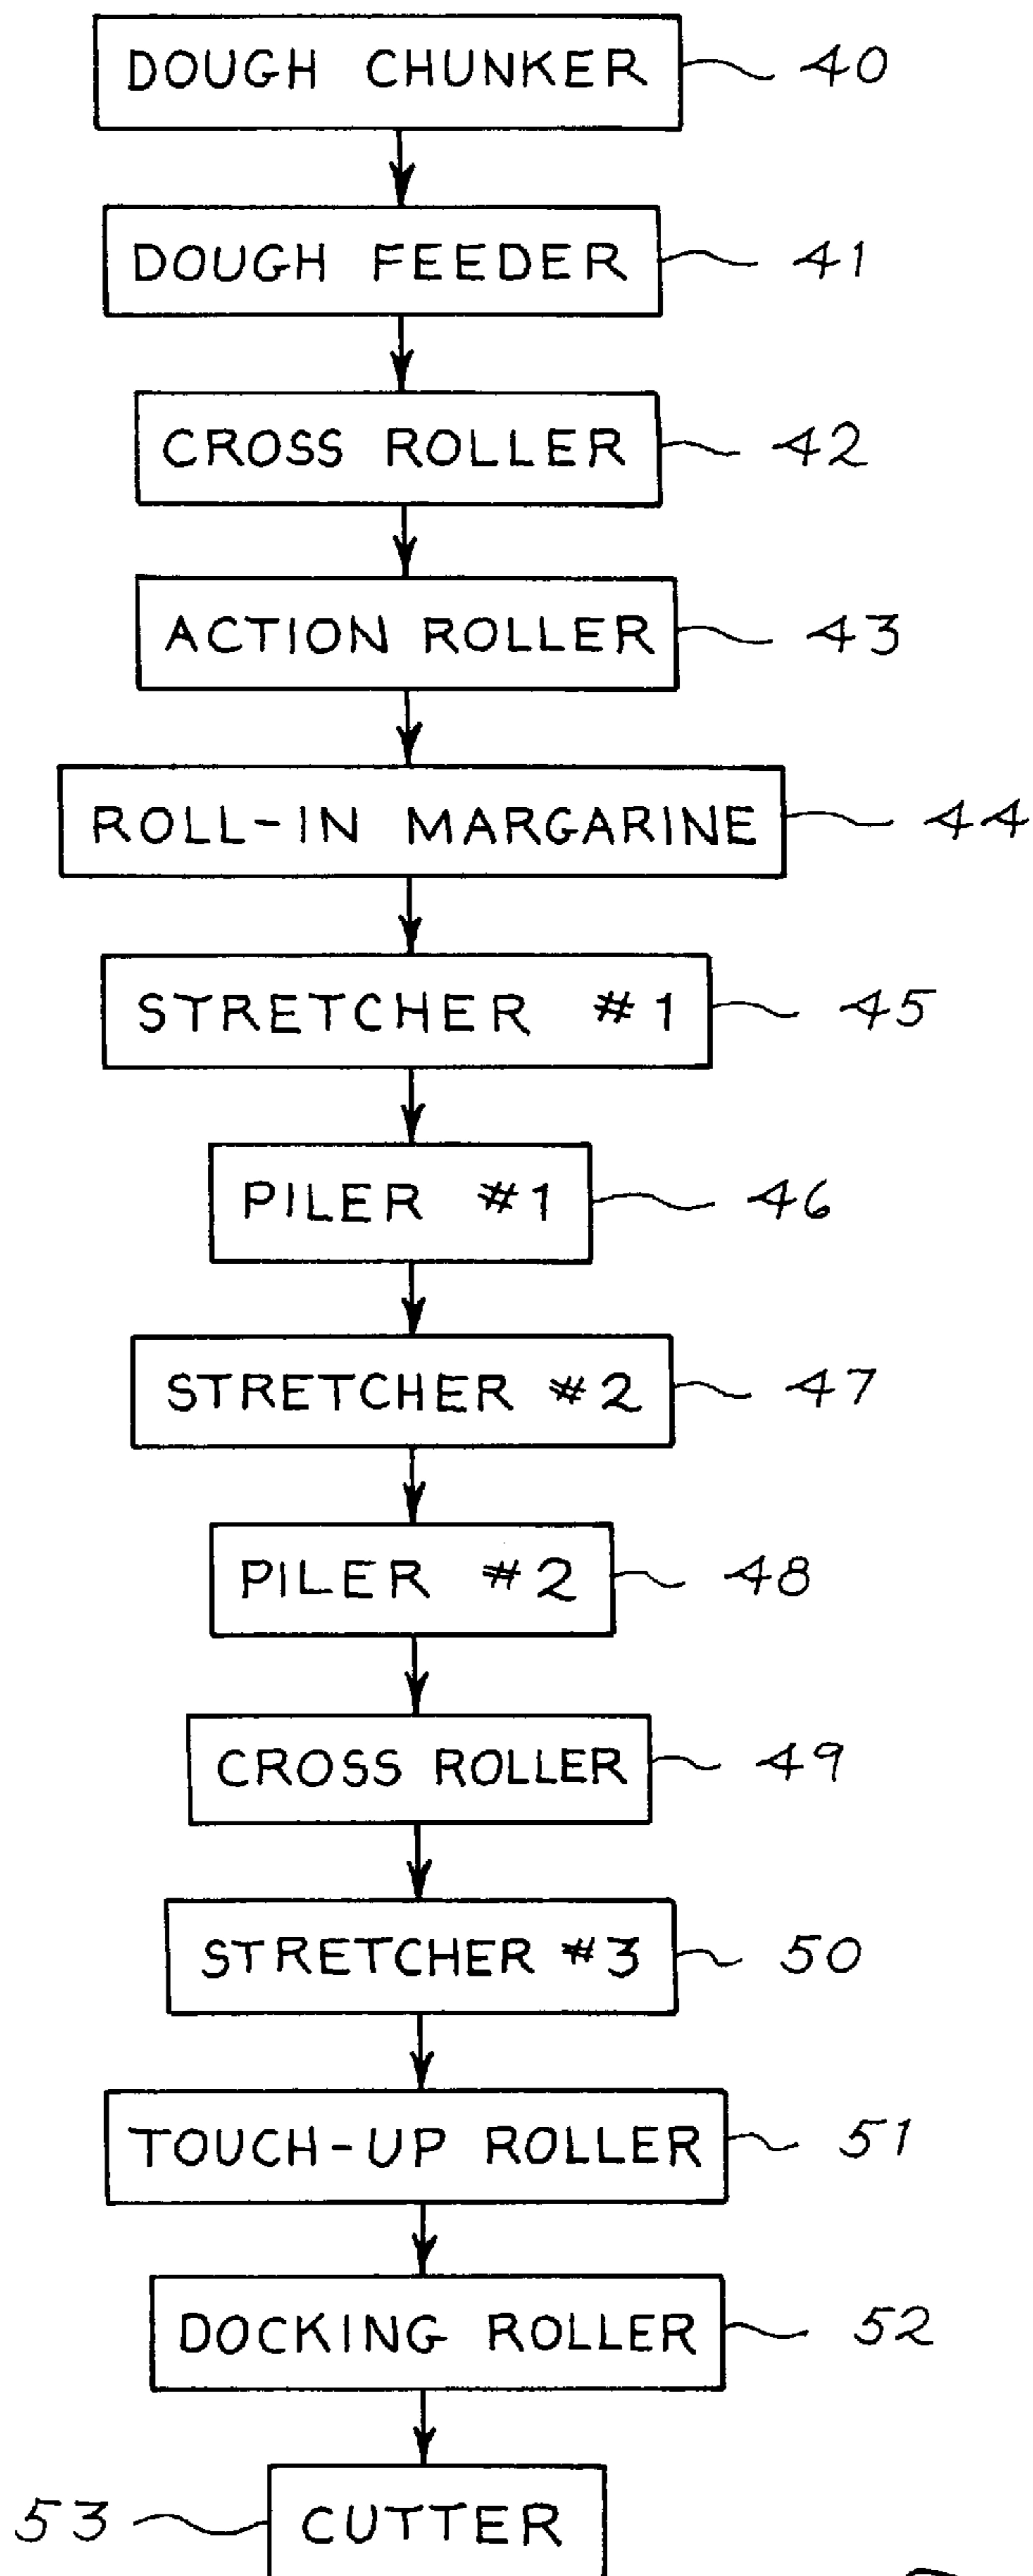 DOUGH CHUNKER 40
DOUGH FEEDER 41
CROSS ROLLER 42
ACTION ROLLER 43
ROLL-IN MARGARINE 44
STRETCHER #1 45
PILER #1 46
STRETCHER #2 47
PILER #2 48
CROSS ROLLER 49
STRETCHER #3 50
TOUCH-UP ROLLER 51
DOCKING ROLLER 52
53 CUTTER